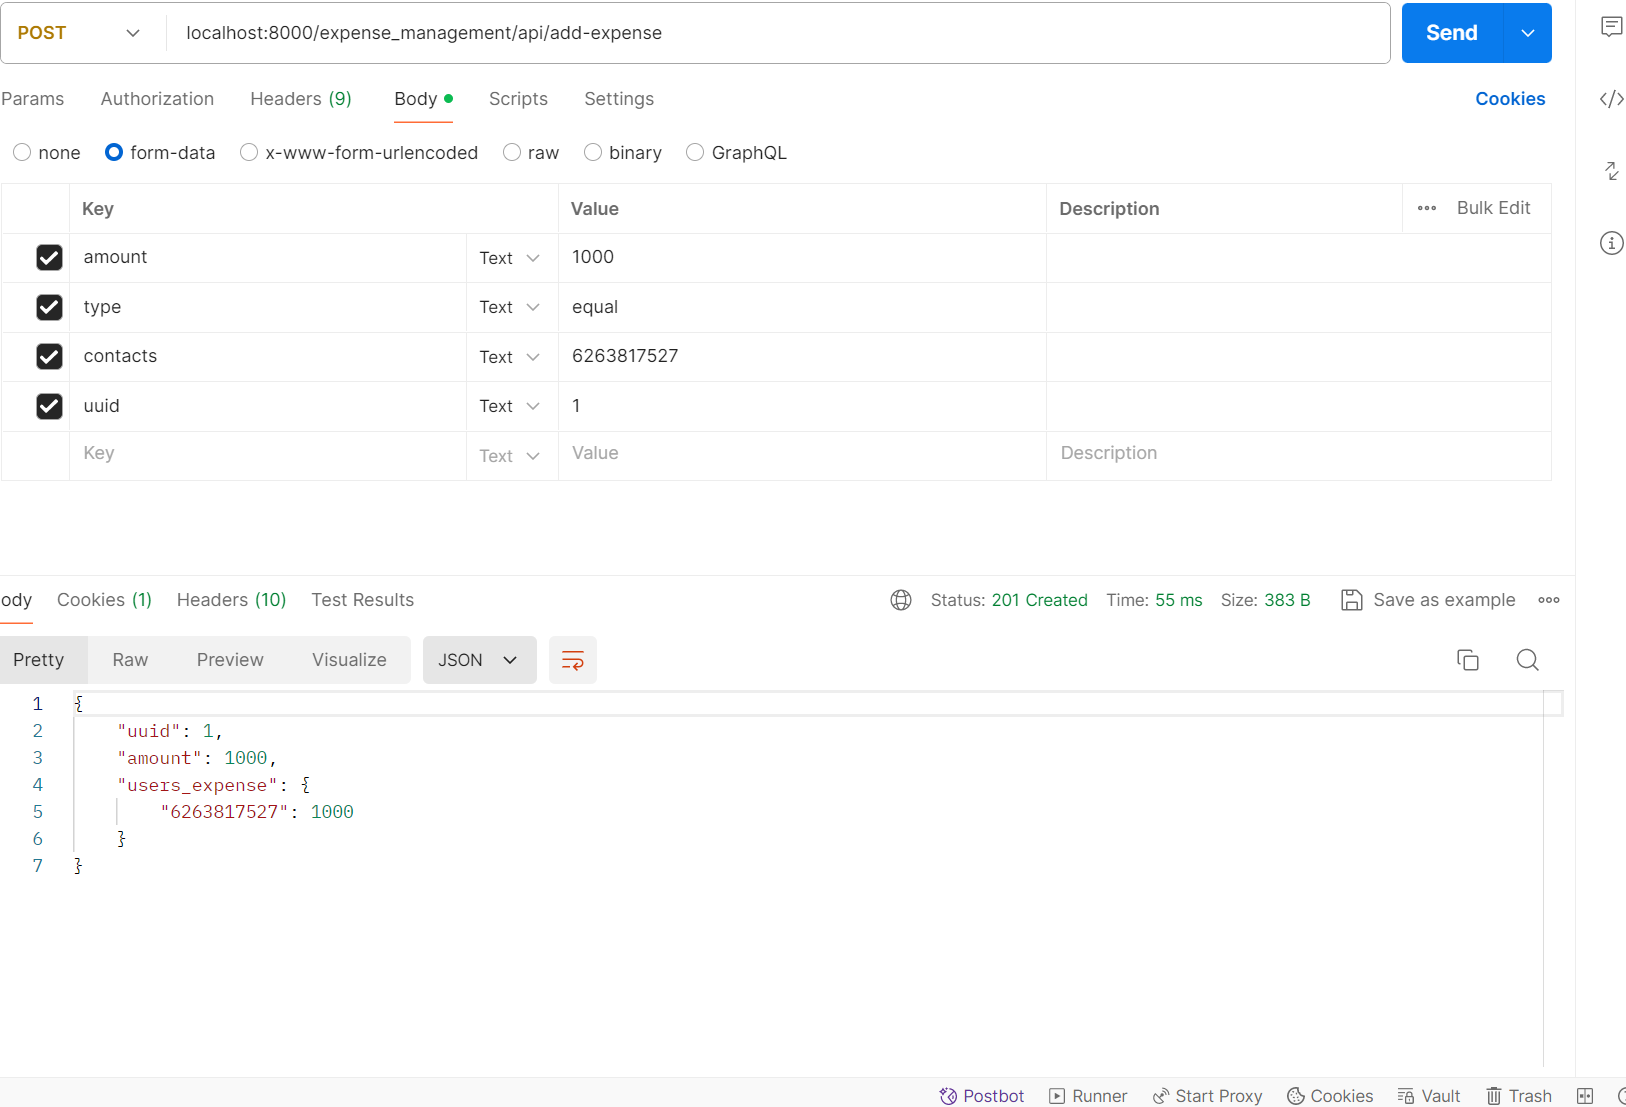 POST localhost:8000/expense_management/api/add-expense Send
Params Authorization Headers (9) Body Scripts Settings Cookies
none form-data x-www-form-urlencoded raw binary GraphQL
Key Value Description Bulk Edit
amount Text 1000
type Text equal
contacts Text 6263817527
uuid Text 1
Key Text Value Description
ody Cookies (1) Headers (10) Test Results Status: 201 Created Time: 55 ms Size: 383 B Save as example
Pretty Raw Preview Visualize JSON
1 {
2 "uuid": 1,
3 "amount": 1000,
4 "users_expense": {
5 "6263817527": 1000
6 }
7 }
Postbot Runner Start Proxy Cookies Vault Trash